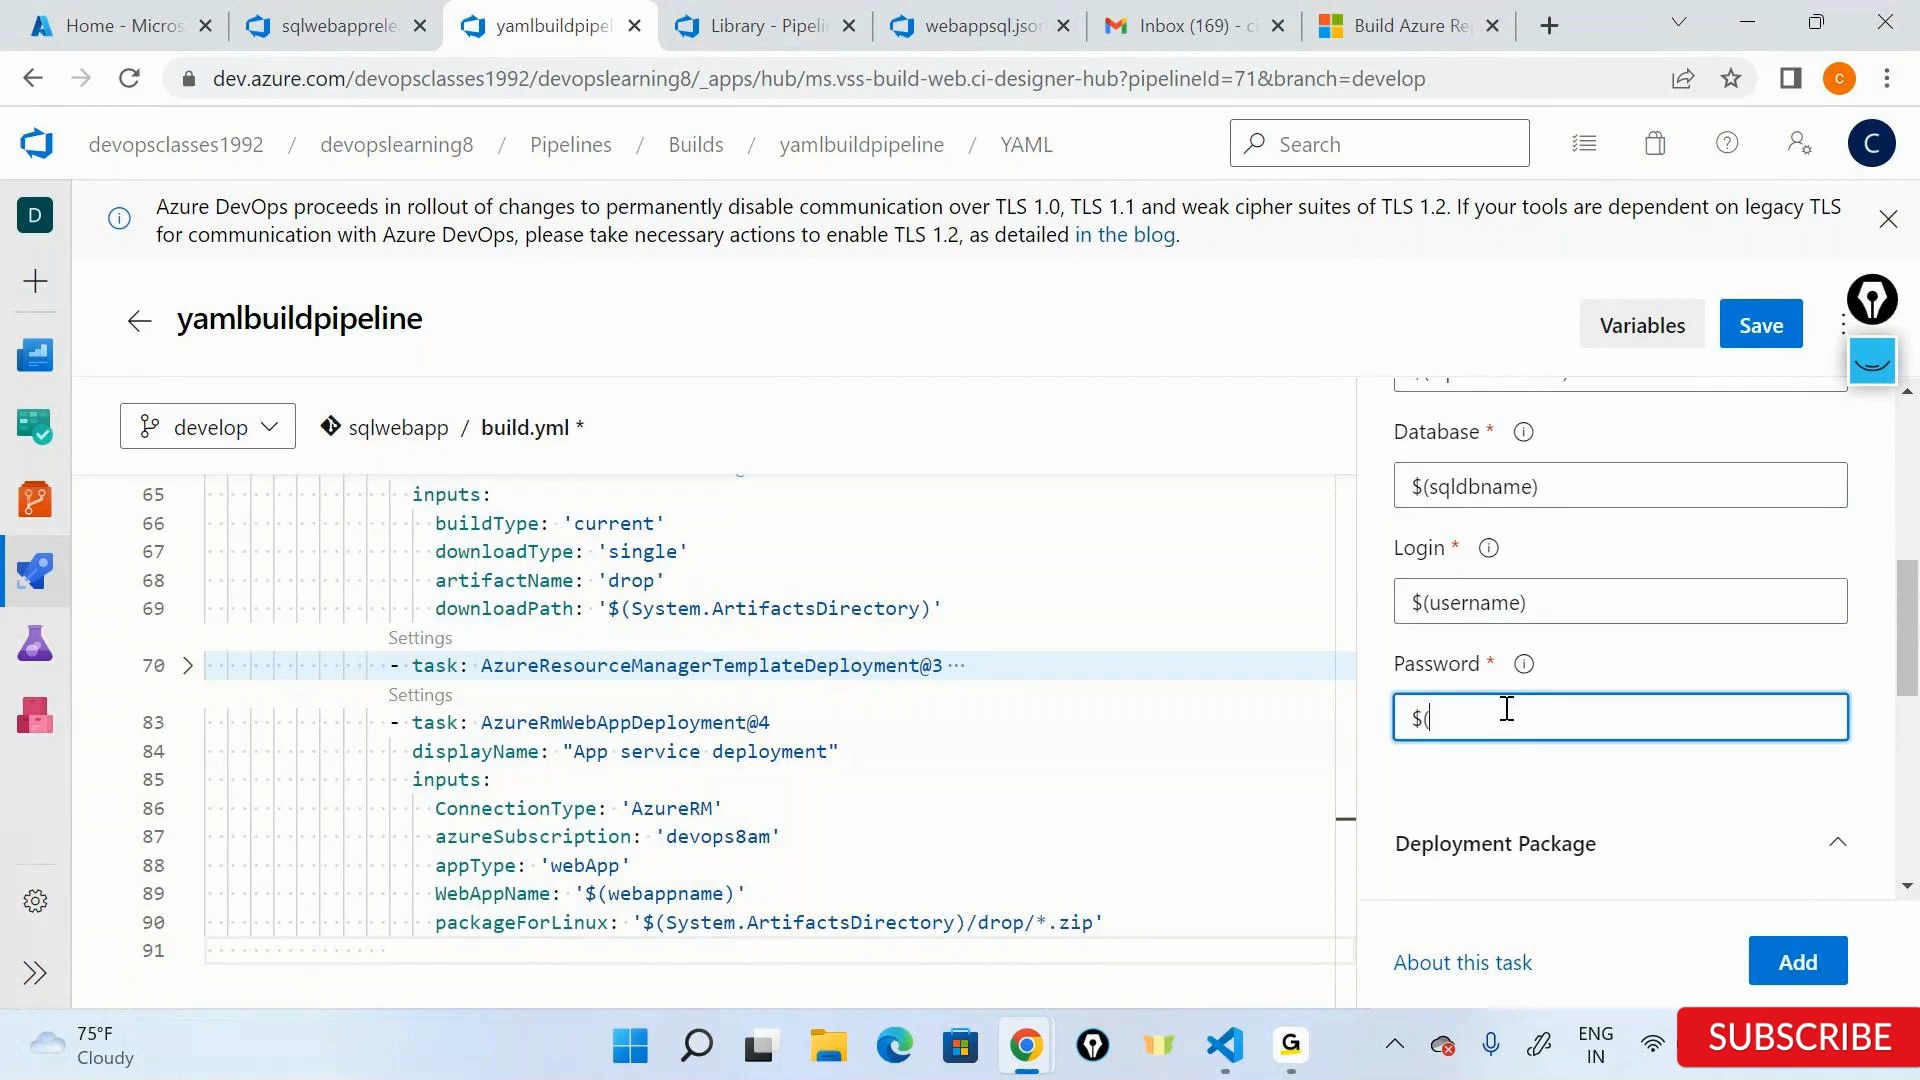 Home - Micros
sqlwebapprele
yamlbuildpipel
Library - Pipeli
webappsql.json
Inbox (169) - ci
Build Azure Re
dev.azure.com/devopsclasses1992/devopslearning8/_apps/hub/ms.vss-build-web.ci-designer-hub?pipelineId=71&branch=develop
c
devopsclasses1992 / devopslearning8 / Pipelines / Builds / yamlbuildpipeline / YAML
Search
C
D
Azure DevOps proceeds in rollout of changes to permanently disable communication over TLS 1.0, TLS 1.1 and weak cipher suites of TLS 1.2. If your tools are dependent on legacy TLS
for communication with Azure DevOps, please take necessary actions to enable TLS 1.2, as detailed in the blog.
yamlbuildpipeline
Variables
Save
develop
sqlwebapp / build.yml *
65 inputs:
66 buildType: 'current'
67 downloadType: 'single'
68 artifactName: 'drop'
69 downloadPath: '$(System.ArtifactsDirectory)'
Settings
70 - task: AzureResourceManagerTemplateDeployment@3 ···
Settings
83 - task: AzureRmWebAppDeployment@4
84 displayName: "App service deployment"
85 inputs:
86 ConnectionType: 'AzureRM'
87 azureSubscription: 'devops8am'
88 appType: 'webApp'
89 WebAppName: '$(webappname)'
90 packageForLinux: '$(System.ArtifactsDirectory)/drop/*.zip'
91
Database *
$(sqldbname)
Login *
$(username)
Password *
$(
Deployment Package
About this task
Add
75°F
Cloudy
ENG
IN
SUBSCRIBE